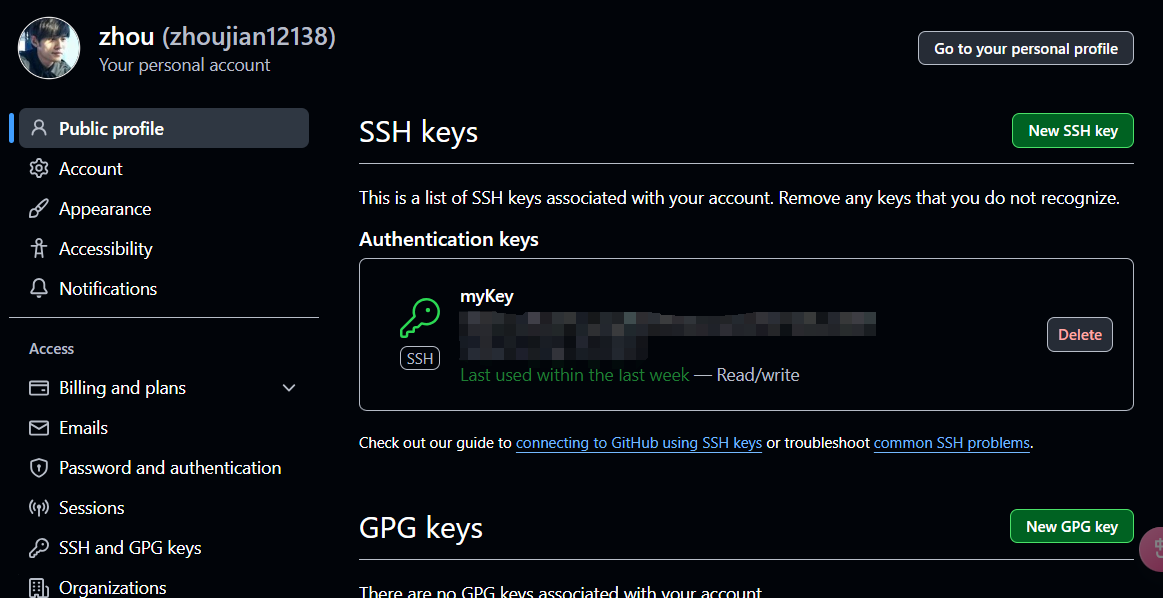 zhou (zhoujian12138)
Your personal account
Go to your personal profile
Public profile
Account
Appearance
Accessibility
Notifications
Access
Billing and plans
Emails
Password and authentication
Sessions
SSH and GPG keys
Organizations
SSH keys
New SSH key
This is a list of SSH keys associated with your account. Remove any keys that you do not recognize.
Authentication keys
myKey
SSH
Last used within the last week — Read/write
Delete
Check out our guide to connecting to GitHub using SSH keys or troubleshoot common SSH problems.
GPG keys
New GPG key
There are no GPG keys associated with your account